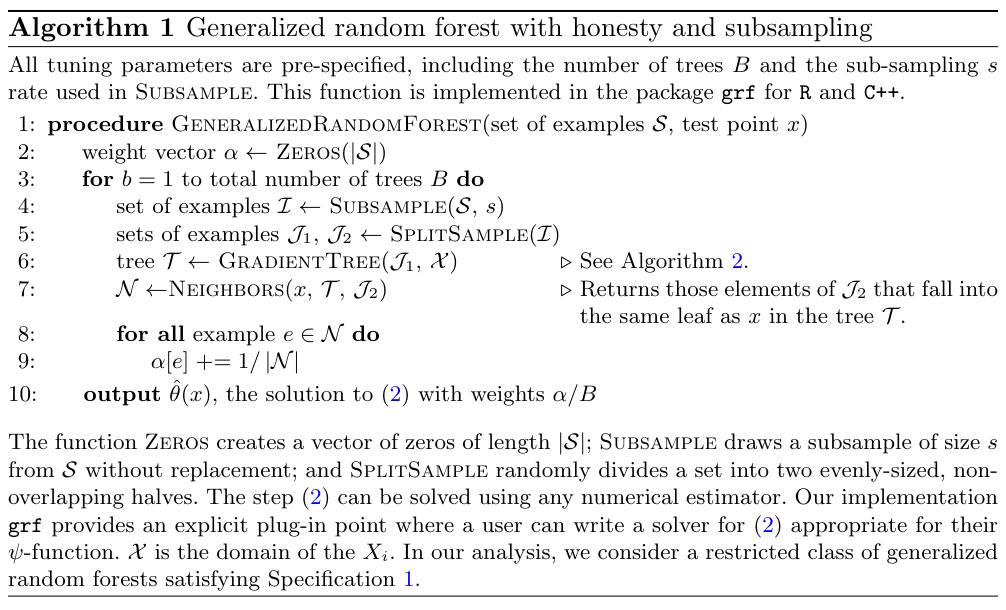 Algorithm 1 Generalized random forest with honesty and subsampling
All tuning parameters are pre-specified, including the number of trees B and the sub-sampling s
rate used in SUBSAMPLE. This function is implemented in the package grf for R and C++.
1: procedure GENERALIZEDRANDOMFOREST(set of examples 𝒮, test point x)
2: weight vector α ← ZEROS(|𝒮|)
3: for b = 1 to total number of trees B do
4: set of examples ℐ ← SUBSAMPLE(𝒮, s)
5: sets of examples 𝒥₁, 𝒥₂ ← SPLITSAMPLE(ℐ)
6: tree 𝒯 ← GRADIENTTREE(𝒥₁, 𝒳) ▷ See Algorithm 2.
7: 𝒩 ←NEIGHBORS(x, 𝒯, 𝒥₂) ▷ Returns those elements of 𝒥₂ that fall into
the same leaf as x in the tree 𝒯.
8: for all example e ∈ 𝒩 do
9: α[e] += 1/ |𝒩|
10: output θ̂(x), the solution to (2) with weights α/B
The function ZEROS creates a vector of zeros of length |𝒮|; SUBSAMPLE draws a subsample of size s
from 𝒮 without replacement; and SPLITSAMPLE randomly divides a set into two evenly-sized, non-
overlapping halves. The step (2) can be solved using any numerical estimator. Our implementation
grf provides an explicit plug-in point where a user can write a solver for (2) appropriate for their
ψ-function. 𝒳 is the domain of the Xᵢ. In our analysis, we consider a restricted class of generalized
random forests satisfying Specification 1.